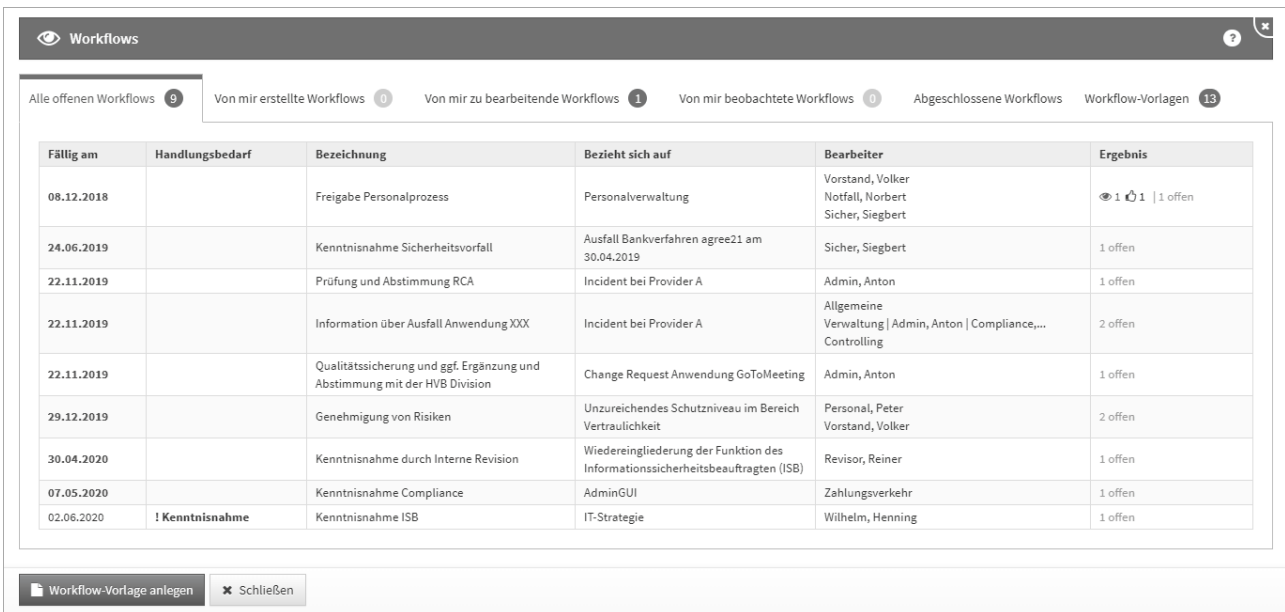 Workflows
?
Alle offenen Workflows 9 Von mir erstellte Workflows 0 Von mir zu bearbeitende Workflows 1 Von mir beobachtete Workflows 0 Abgeschlossene Workflows Workflow-Vorlagen 13
Fällig am Handlungsbedarf Bezeichnung Bezieht sich auf Bearbeiter Ergebnis
08.12.2018 Freigabe Personalprozess Personalverwaltung Vorstand, Volker
Notfall, Norbert
Sicher, Siegbert
1 1 | 1 offen
24.06.2019 Kenntnisnahme Sicherheitsvorfall Ausfall Bankverfahren agree21 am
30.04.2019
Sicher, Siegbert 1 offen
22.11.2019 Prüfung und Abstimmung RCA Incident bei Provider A Admin, Anton 1 offen
22.11.2019 Information über Ausfall Anwendung XXX Incident bei Provider A Allgemeine
Verwaltung | Admin, Anton | Compliance,...
Controlling
2 offen
22.11.2019 Qualitätssicherung und ggf. Ergänzung und
Abstimmung mit der HVB Division
Change Request Anwendung GoToMeeting Admin, Anton 1 offen
29.12.2019 Genehmigung von Risiken Unzureichendes Schutzniveau im Bereich
Vertraulichkeit
Personal, Peter
Vorstand, Volker
2 offen
30.04.2020 Kenntnisnahme durch Interne Revision Wiedereingliederung der Funktion des
Informationssicherheitsbeauftragten (ISB)
Revisor, Reiner 1 offen
07.05.2020 Kenntnisnahme Compliance AdminGUI Zahlungsverkehr 1 offen
02.06.2020 ! Kenntnisnahme Kenntnisnahme ISB IT-Strategie Wilhelm, Henning 1 offen
Workflow-Vorlage anlegen Schließen